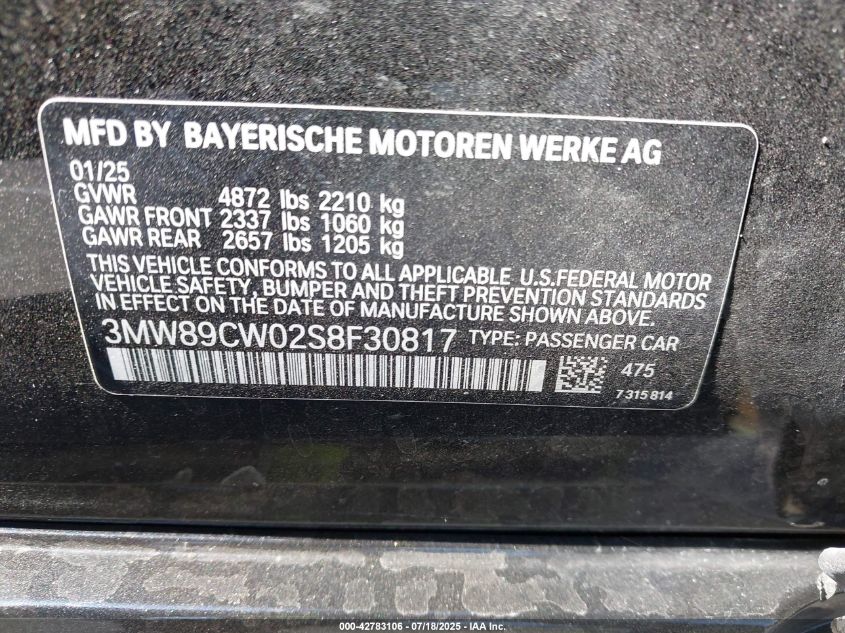 MFD BY BAYERISCHE MOTOREN WERKE AG
01/25
GVWR 4872 lbs 2210 kg
GAWR FRONT 2337 lbs 1060 kg
GAWR REAR 2657 lbs 1205 kg
THIS VEHICLE CONFORMS TO ALL APPLICABLE U.S.FEDERAL MOTOR
VEHICLE SAFETY, BUMPER AND THEFT PREVENTION STANDARDS
IN EFFECT ON THE DATE OF MANUFACTURE SHOWN ABOVE.
3MW89CW02S8F30817 TYPE: PASSENGER CAR
475
7 315 814
000-42783106 - 07/18/2025 - IAA Inc.